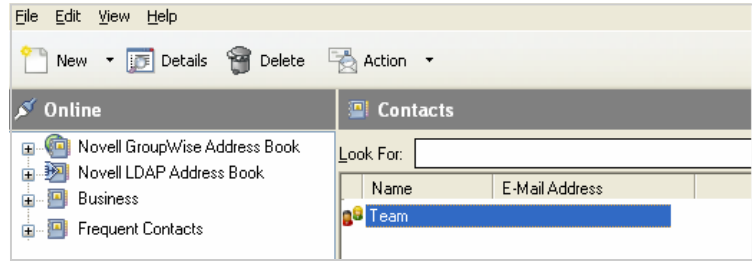 File Edit View Help
New Details Delete Action
Online
Contacts
Novell GroupWise Address Book
Novell LDAP Address Book
Business
Frequent Contacts
Look For:
Name E-Mail Address
Team